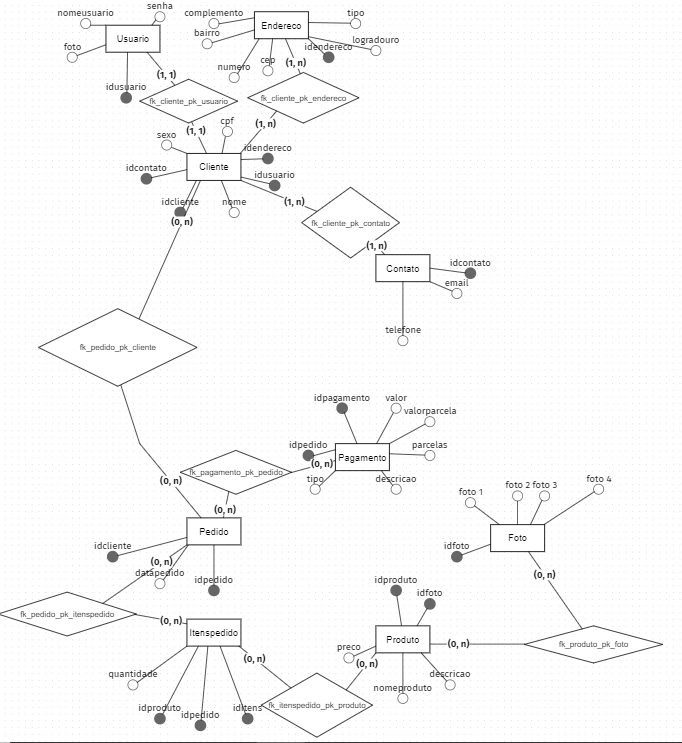 senha
nomeusuario
Usuario
foto
idusuario
(1, 1)
fk_cliente_pk_usuario
(1, 1)
complemento
tipo
bairro
Endereco
logradouro
idendereco
numero
cep
(1, n)
fk_cliente_pk_endereco
(1, n)
cpf
sexo
idendereco
idcontato
Cliente
idusuario
idcliente
nome
(0, n)
(1, n)
fk_cliente_pk_contato
(1, n)
Contato
idcontato
email
telefone
fk_pedido_pk_cliente
(0, n)
idpagamento
valor
valorparcela
idpedido
parcelas
Pagamento
(0, n)
tipo
descricao
fk_pagamento_pk_pedido
(0, n)
Pedido
idcliente
(0, n)
datapedido
idpedido
fk_pedido_pk_itenspedido
(0, n)
Itenspedido
quantidade
idproduto
idpedido
iditens
(0, n)
fk_itenspedido_pk_produto
(0, n)
idproduto
idfoto
Produto
preco
nomeproduto
descricao
(0, n)
fk_produto_pk_foto
(0, n)
foto 1
foto 2
foto 3
foto 4
Foto
idfoto